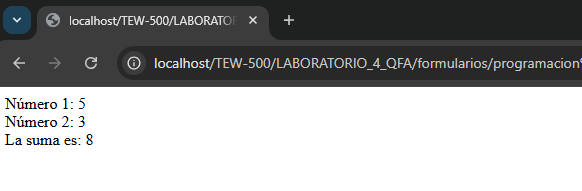 localhost/TEW-500/LABORATOR
localhost/TEW-500/LABORATORIO_4_QFA/formularios/programacion%
Número 1: 5
Número 2: 3
La suma es: 8